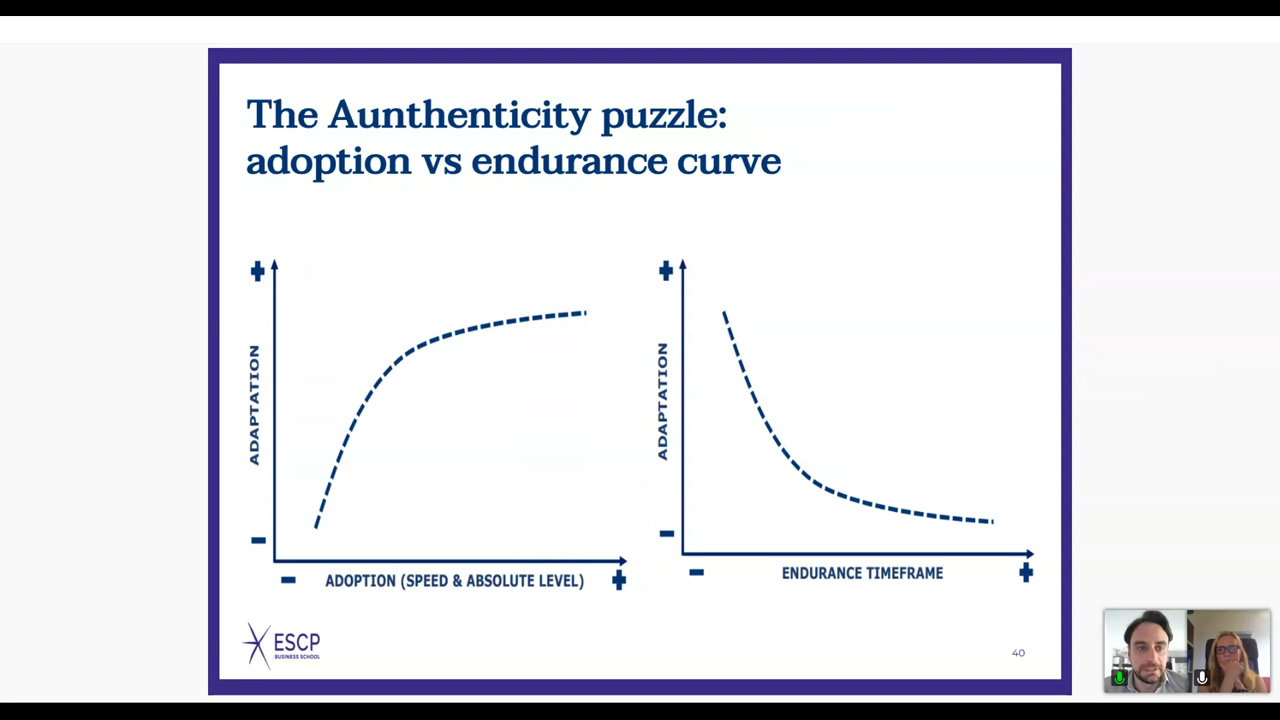 The Aunthenticity puzzle:
adoption vs endurance curve
+
ADAPTATION
-
-
ADOPTION (SPEED & ABSOLUTE LEVEL)
+
+
ADAPTATION
-
-
ENDURANCE TIMEFRAME
+
ESCP
BUSINESS SCHOOL
40